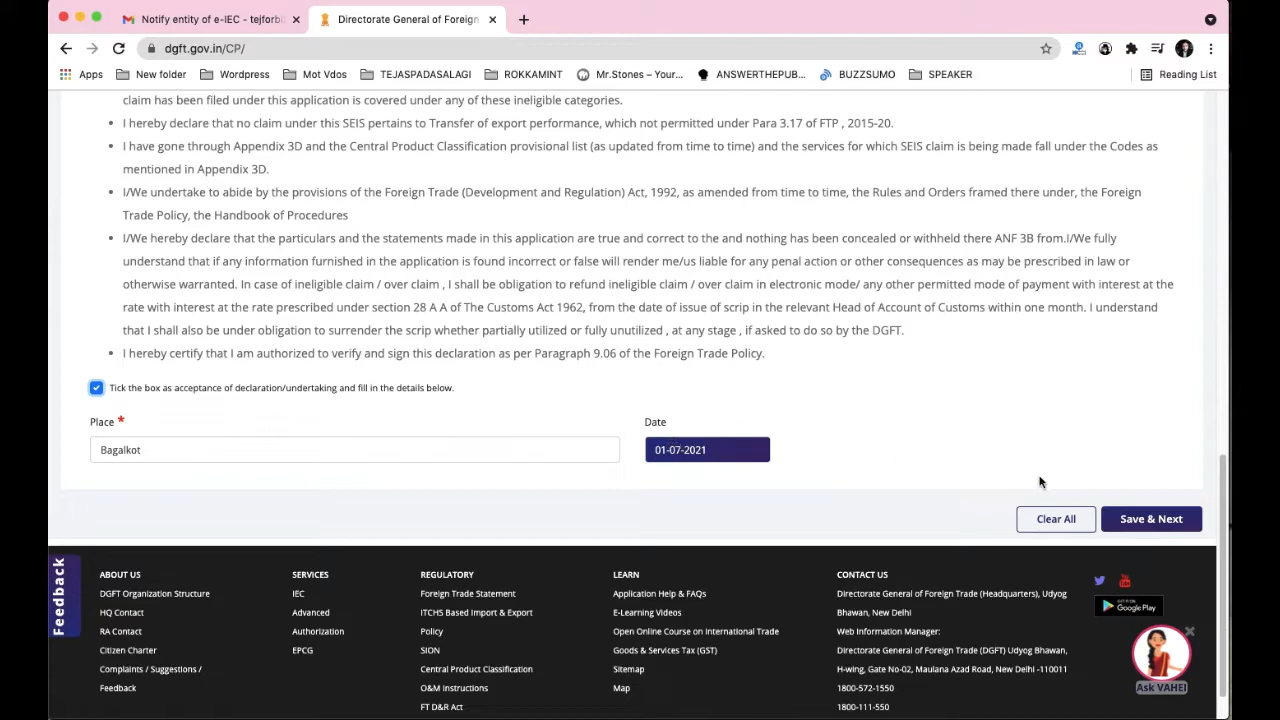 Notify entity of e-IEC - tejforbi
Directorate General of Foreign
dgft.gov.in/CP/
Apps New folder Wordpress Mot Vdos TEJASPADASALAGI ROKKAMINT Mr.Stones – Your... ANSWERTHEPUB... BUZZSUMO SPEAKER Reading List
claim has been filed under this application is covered under any of these ineligible categories.
• I hereby declare that no claim under this SEIS pertains to Transfer of export performance, which not permitted under Para 3.17 of FTP , 2015-20.
• I have gone through Appendix 3D and the Central Product Classification provisional list (as updated from time to time) and the services for which SEIS claim is being made fall under the Codes as
mentioned in Appendix 3D.
• I/We undertake to abide by the provisions of the Foreign Trade (Development and Regulation) Act, 1992, as amended from time to time, the Rules and Orders framed there under, the Foreign
Trade Policy, the Handbook of Procedures
• I/We hereby declare that the particulars and the statements made in this application are true and correct to the and nothing has been concealed or withheld there ANF 3B from.I/We fully
understand that if any information furnished in the application is found incorrect or false will render me/us liable for any penal action or other consequences as may be prescribed in law or
otherwise warranted. In case of ineligible claim / over claim , I shall be obligation to refund ineligible claim / over claim in electronic mode/ any other permitted mode of payment with interest at the
rate with interest at the rate prescribed under section 28 A A of The Customs Act 1962, from the date of issue of scrip in the relevant Head of Account of Customs within one month. I understand
that I shall also be under obligation to surrender the scrip whether partially utilized or fully unutilized , at any stage , if asked to do so by the DGFT.
• I hereby certify that I am authorized to verify and sign this declaration as per Paragraph 9.06 of the Foreign Trade Policy.
Tick the box as acceptance of declaration/undertaking and fill in the details below.
Place * Date
Bagalkot 01-07-2021
Clear All Save & Next
Feedback
ABOUT US
DGFT Organization Structure
HQ Contact
RA Contact
Citizen Charter
Complaints / Suggestions /
Feedback
SERVICES
IEC
Advanced
Authorization
EPCG
REGULATORY
Foreign Trade Statement
ITCHS Based Import & Export
Policy
SION
Central Product Classification
O&M Instructions
FT D&R Act
LEARN
Application Help & FAQs
E-Learning Videos
Open Online Course on International Trade
Goods & Services Tax (GST)
Sitemap
Map
CONTACT US
Directorate General of Foreign Trade (Headquarters), Udyog
Bhawan, New Delhi
Web Information Manager:
Directorate General of Foreign Trade (DGFT) Udyog Bhawan,
H-wing, Gate No-02, Maulana Azad Road, New Delhi -110011
1800-572-1550
1800-111-550
GET IT ON
Google Play
Ask VAHEI